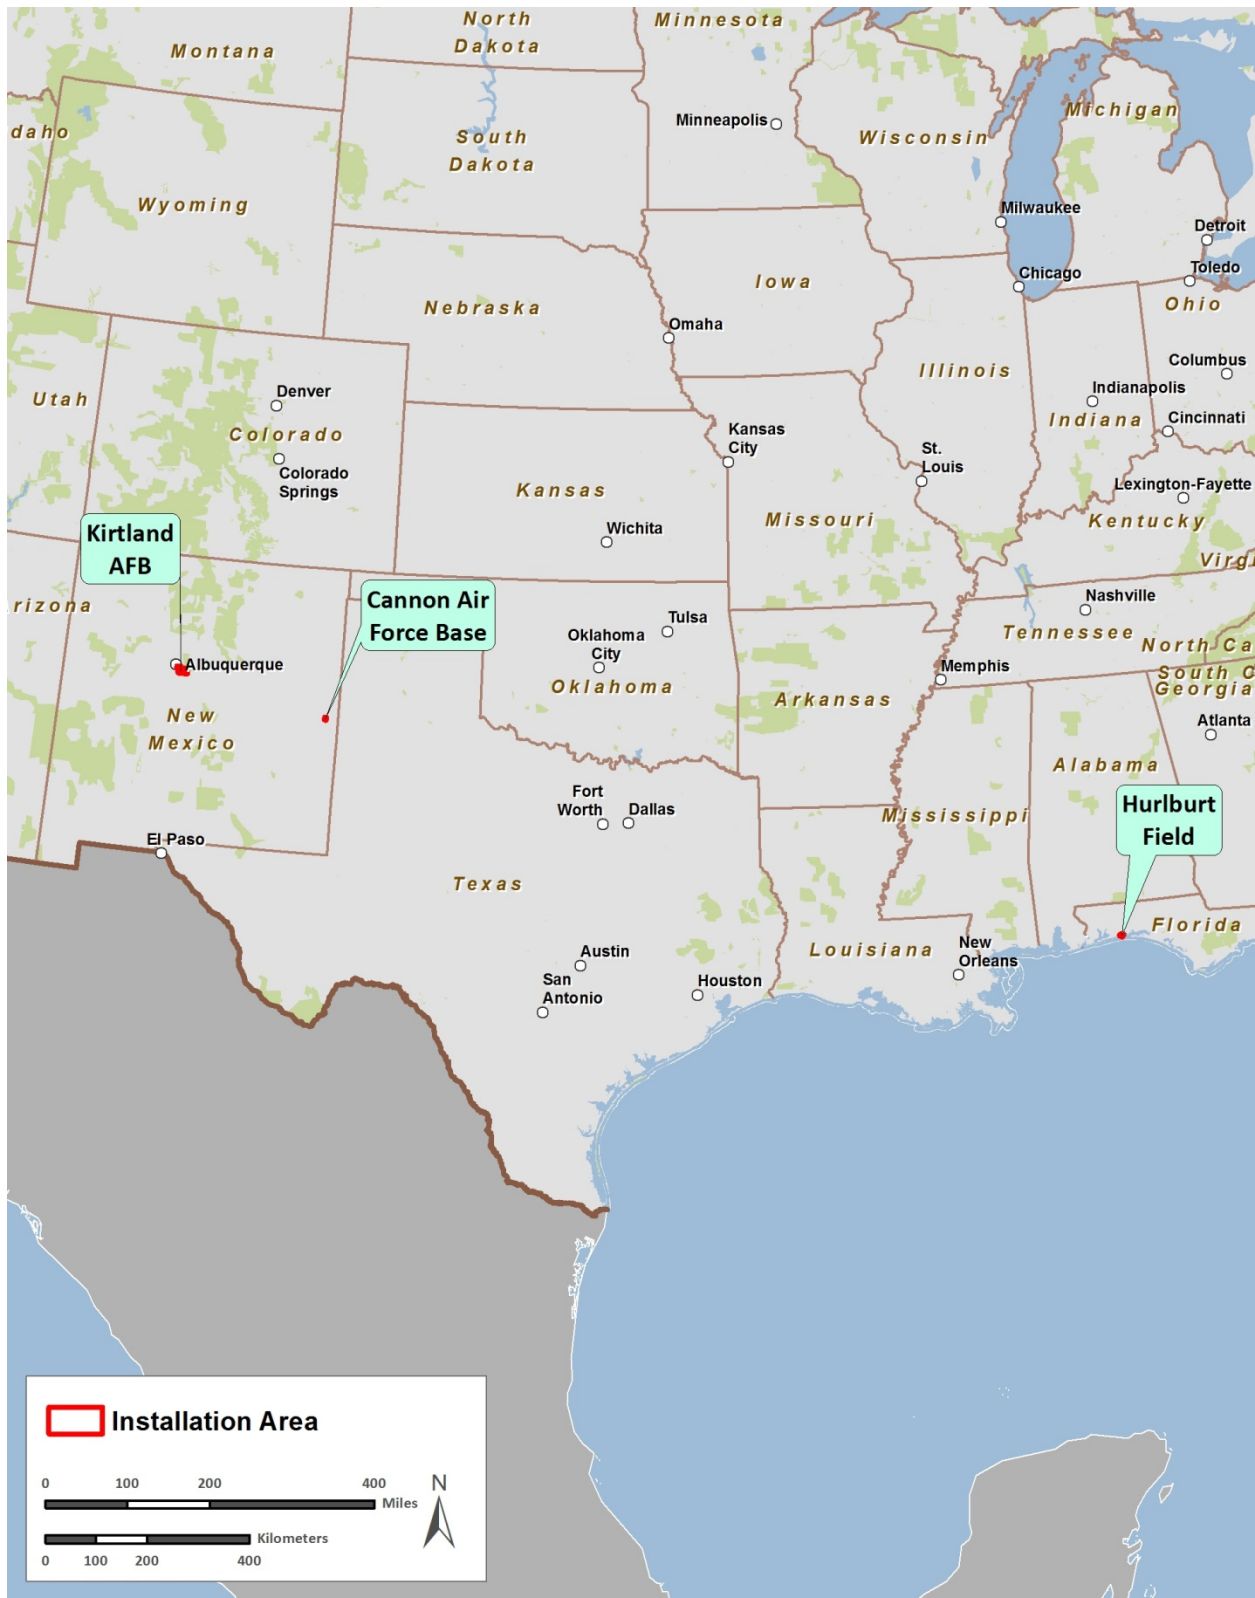 North
Dakota
Minnesota
Montana
Michigan
Minneapolis
Wisconsin
daho
South
Dakota
Wyoming
Milwaukee
Detroit
Toledo
Chicago
Iowa
Ohio
Nebraska
Omaha
Columbus
Illinois
Indianapolis
Utah
Denver
Indiana
Cincinnati
Colorado
Kansas
City
St.
Louis
Colorado
Springs
Lexington-Fayette
Kansas
Missouri
Kentucky
Wichita
Kirtland
AFB
Virgi
rizona
Cannon Air
Force Base
Nashville
Tulsa
Tennessee
Oklahoma
City
North Ca
Albuquerque
Memphis
South C
Oklahoma
Georgia
Arkansas
New
Mexico
Atlanta
Alabama
Fort
Worth
Dallas
Hurlburt
Field
Mississippi
El Paso
Texas
Florida
Louisiana
New
Orleans
Austin
San
Antonio
Houston
Installation Area
0 100 200 400
Miles
N
Kilometers
0 100 200 400